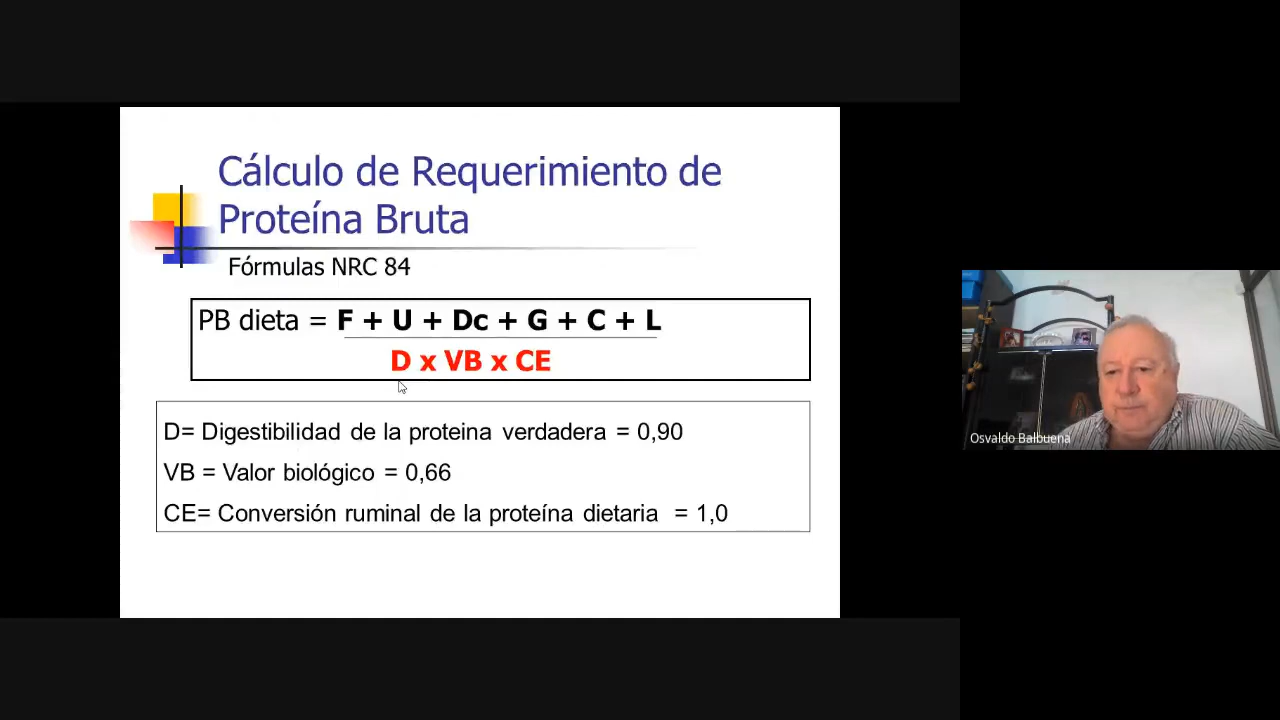 Cálculo de Requerimiento de
Proteína Bruta
Fórmulas NRC 84
PB dieta = F + U + Dc + G + C + L
D x VB x CE
D= Digestibilidad de la proteina verdadera = 0,90
VB = Valor biológico = 0,66
CE= Conversión ruminal de la proteína dietaria = 1,0
Osvaldo Balbuena